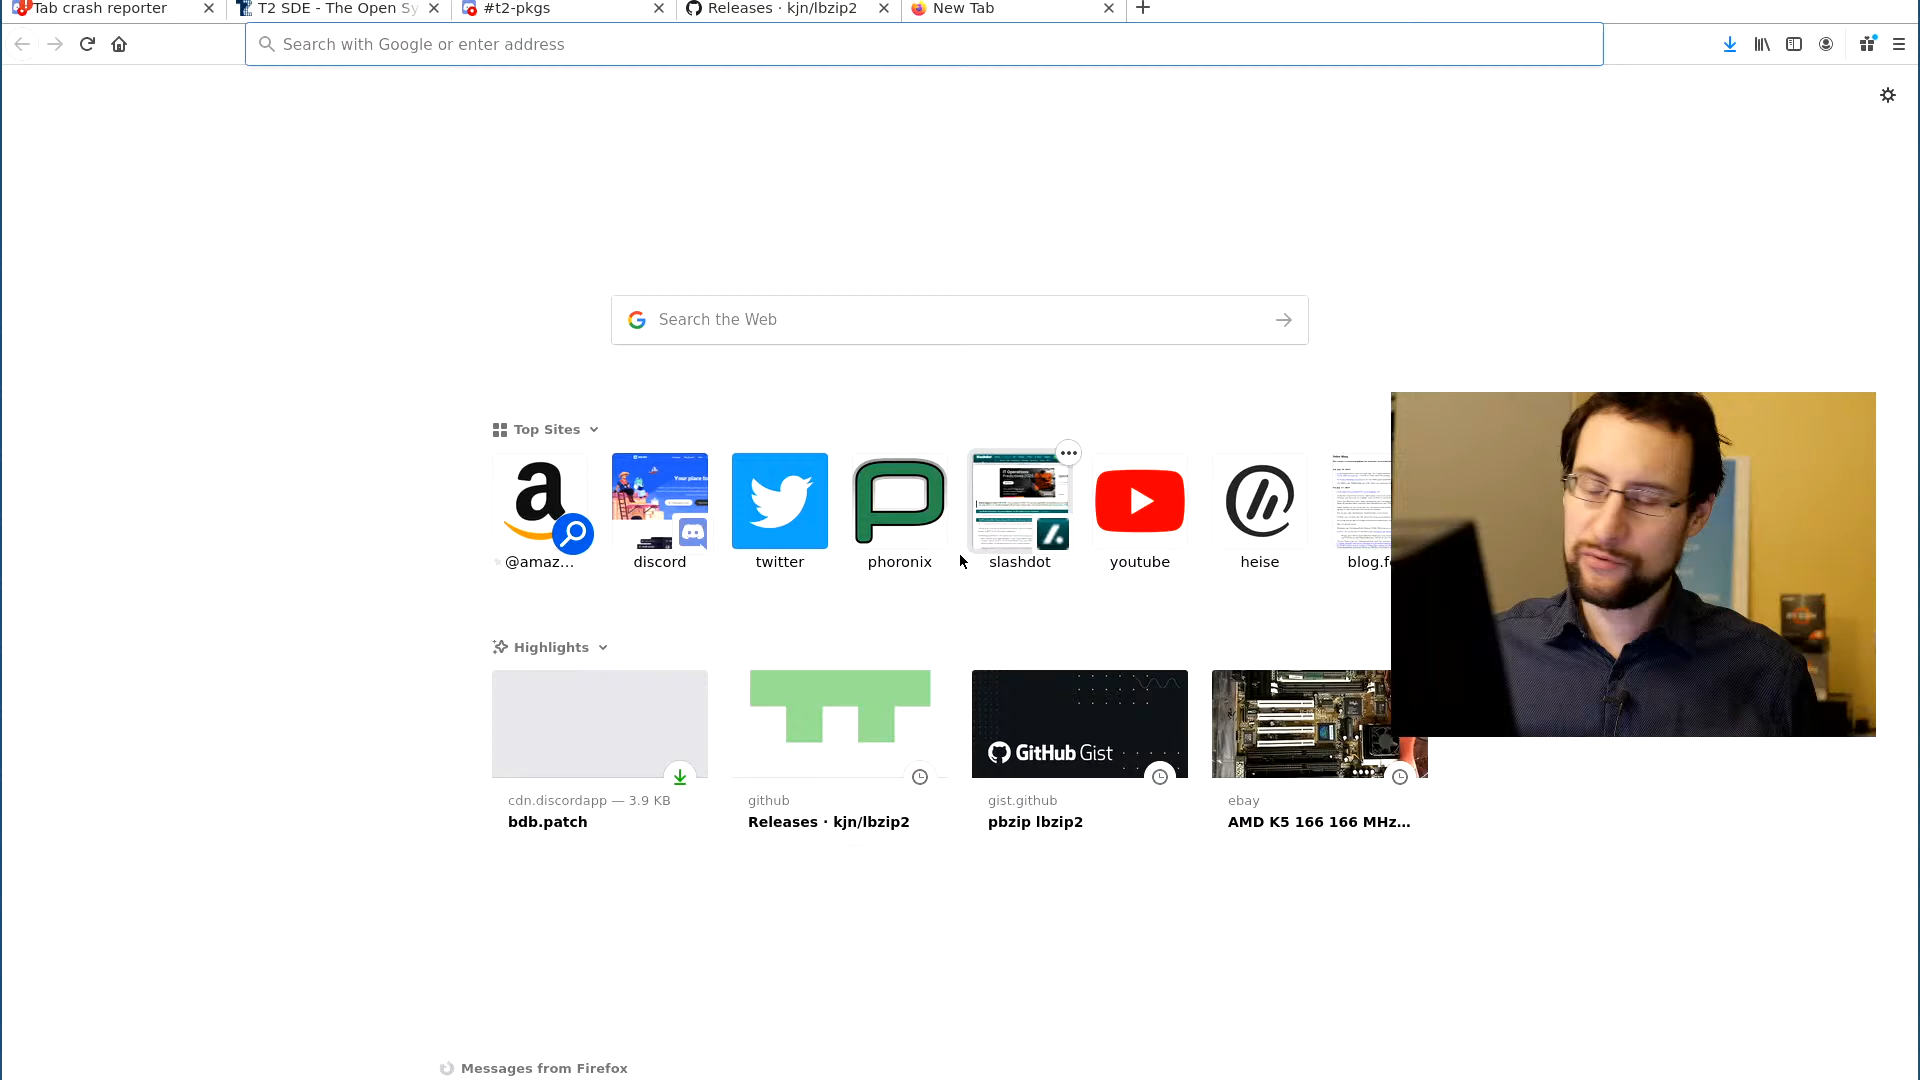 Tab crash reporter
T2 SDE - The Open Sy
#t2-pkgs
Releases · kjn/lbzip2
New Tab
Search with Google or enter address
Search the Web
Top Sites
@amaz...
discord
twitter
phoronix
slashdot
youtube
heise
blog.fe
Highlights
GitHub Gist
cdn.discordapp — 3.9 KB
bdb.patch
github
Releases · kjn/lbzip2
gist.github
pbzip lbzip2
ebay
AMD K5 166 166 MHz...
Messages from Firefox